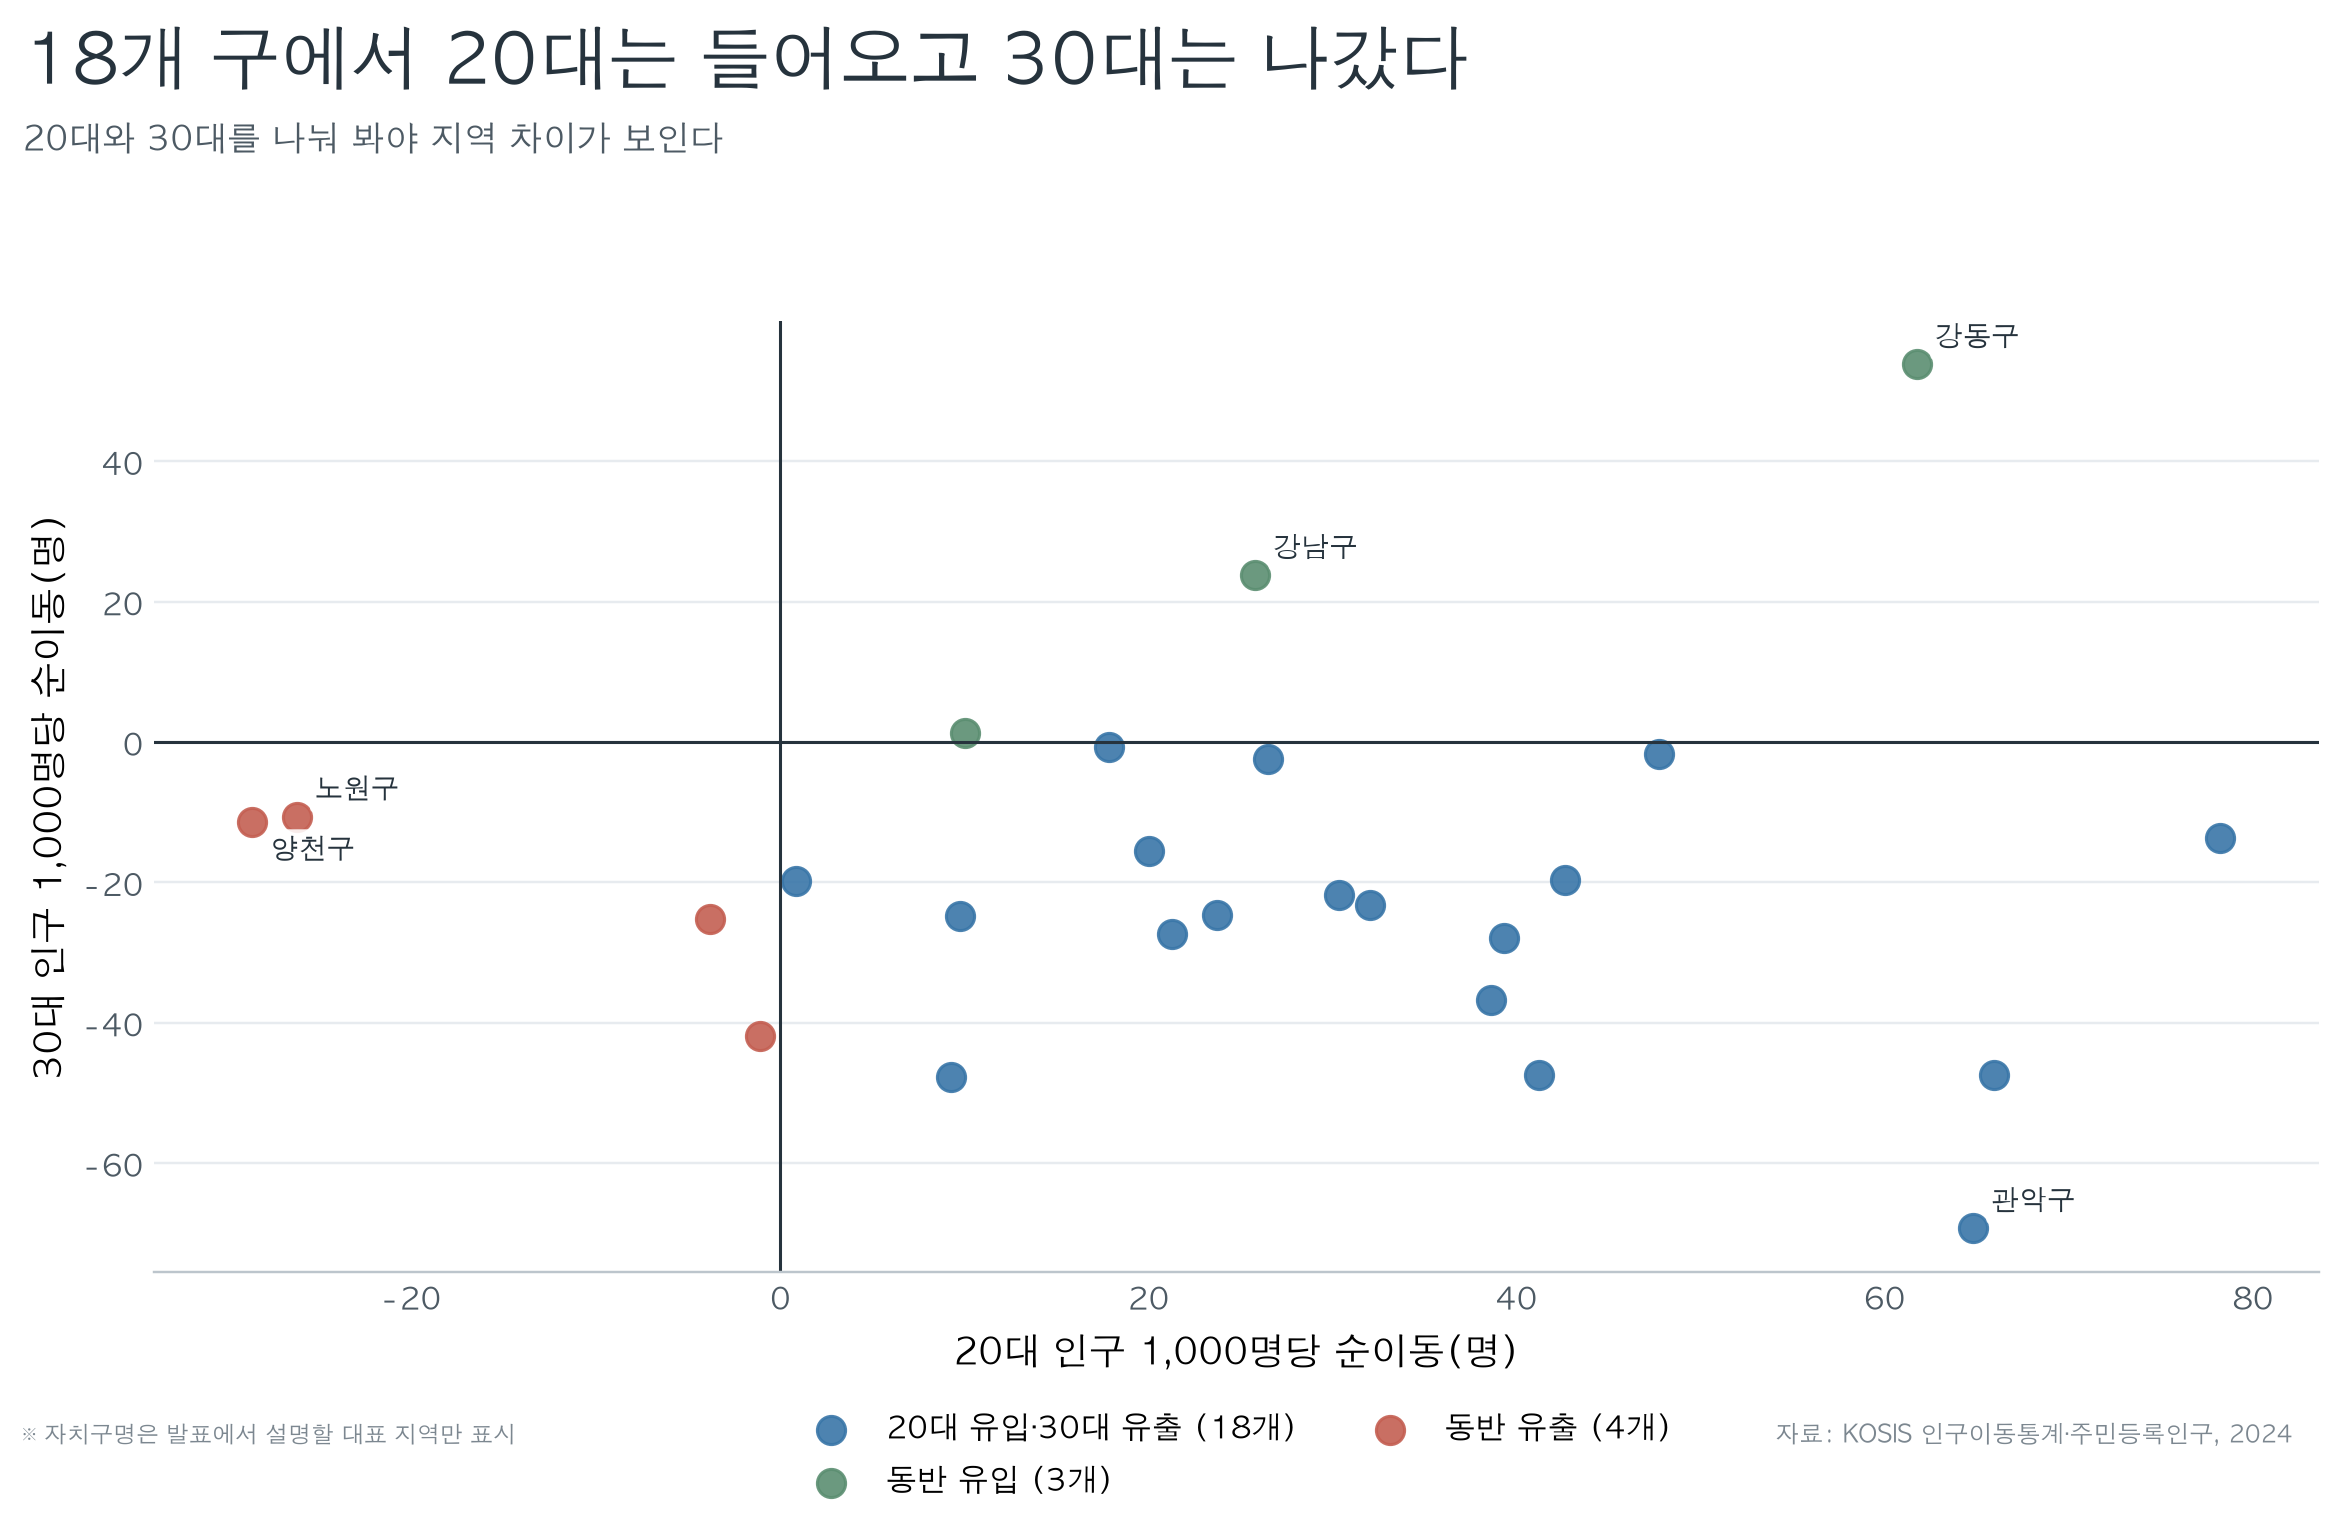 18개 구에서 20대는 들어오고 30대는 나갔다
20대와 30대를 나눠 봐야 지역 차이가 보인다
강동구
40
강남구
20
0
노원구
양천구
-20
-40
-60
관악구
30대 인구 1,000명당 순이동(명)
-20 0 20 40 60 80
20대 인구 1,000명당 순이동(명)
※ 자치구명은 발표에서 설명할 대표 지역만 표시
20대 유입·30대 유출 (18개) 동반 유출 (4개)
동반 유입 (3개)
자료: KOSIS 인구이동통계·주민등록인구, 2024